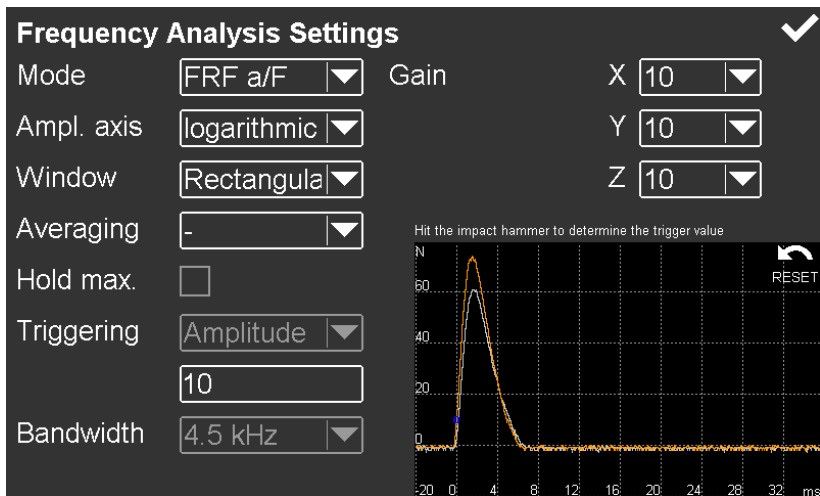 Frequency Analysis Settings
Mode FRF a/F Gain X 10
Ampl. axis logarithmic Y 10
Window Rectangula Z 10
Averaging -
Hit the impact hammer to determine the trigger value
Hold max.
N
RESET
60
Triggering Amplitude
40
10
20
Bandwidth 4.5 kHz
0
-20 0 4 8 12 16 20 24 28 32 ms